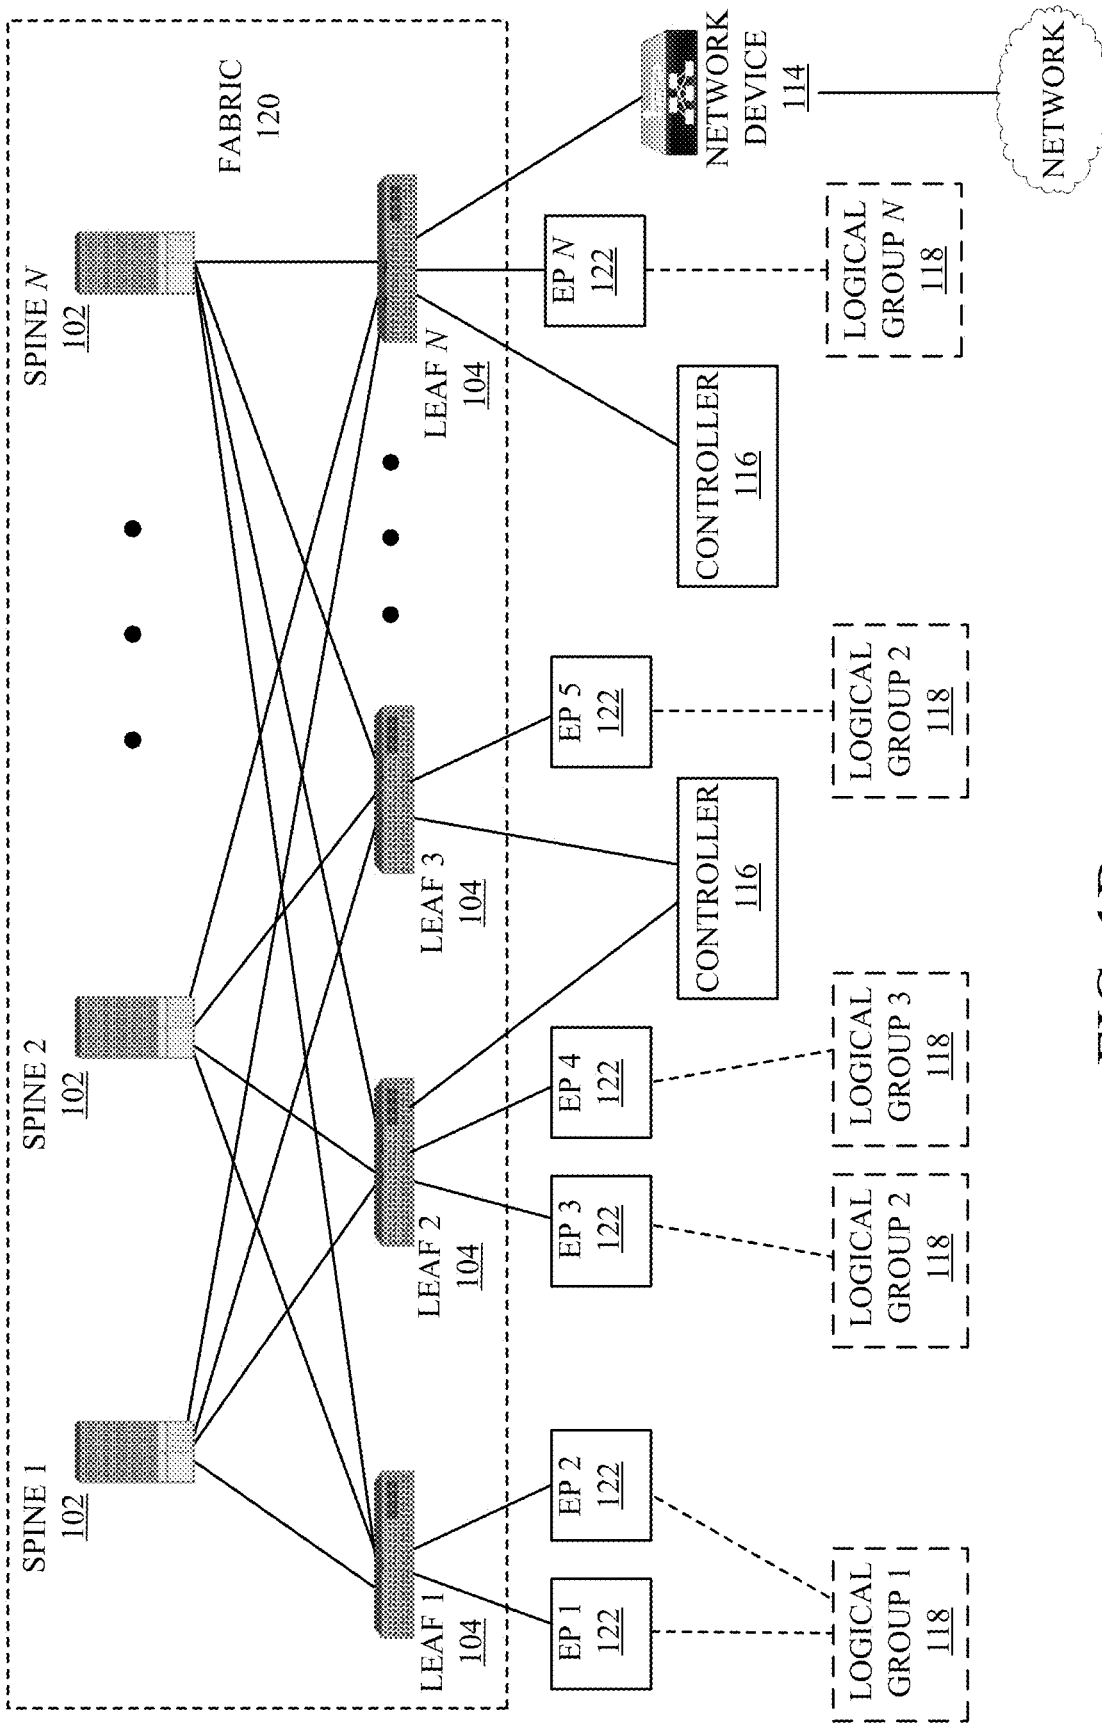 SPINE 1
102
SPINE 2
102
SPINE N
102
FABRIC
120
LEAF 1
104
LEAF 2
104
LEAF 3
104
LEAF N
104
EP 1
122
EP 2
122
EP 3
122
EP 4
122
EP 5
122
EP N
122
CONTROLLER
116
CONTROLLER
116
NETWORK
DEVICE
114
LOGICAL
GROUP 1
118
LOGICAL
GROUP 2
118
LOGICAL
GROUP 3
118
LOGICAL
GROUP 2
118
LOGICAL
GROUP N
118
NETWORK